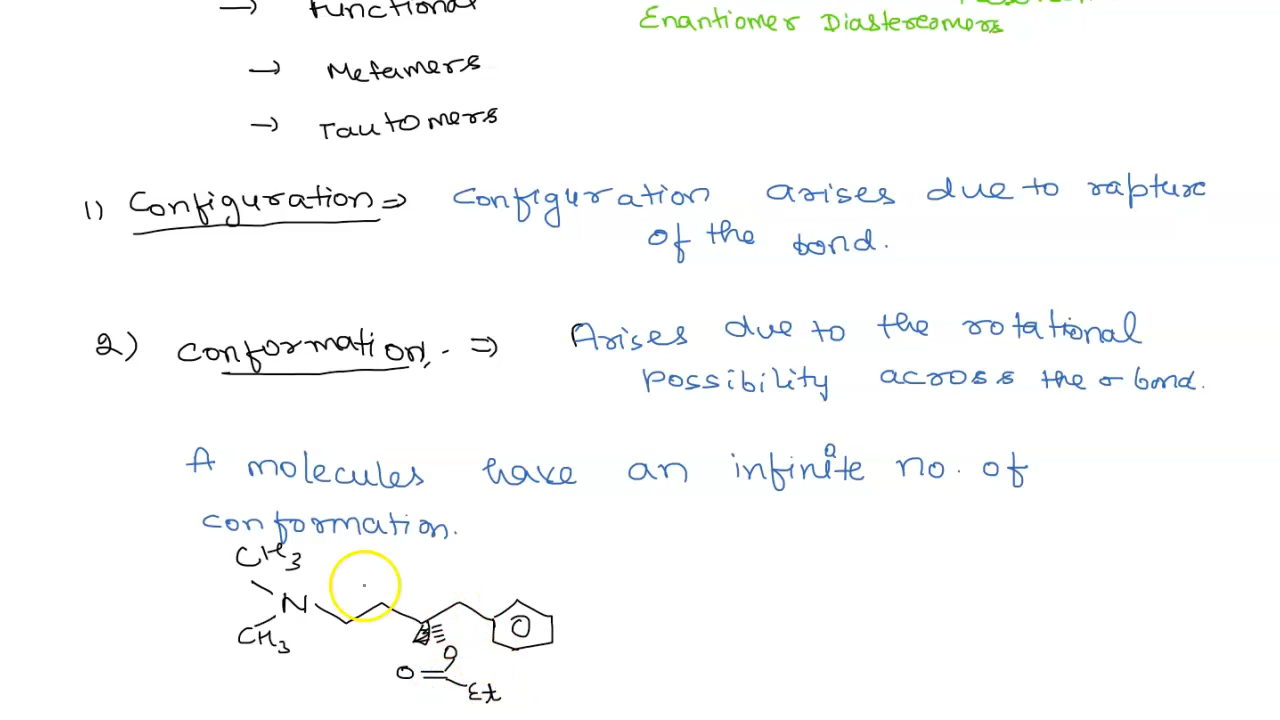 → Functional
Enantiomer Diastereomers
→ Metamers
→ Tautomers
1) Configuration ⇒ Configuration arises due to rapture
of the bond.
2) Conformation. ⇒ Arises due to the rotational
possibility across the σ bond.
A molecules have an infinite no. of
conformation.
CH3
N
CH3
O
O
Et